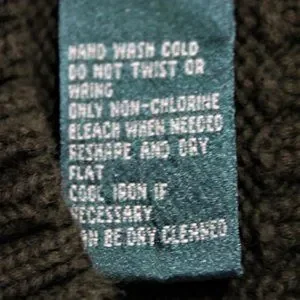 HAND WASH COLD
DO NOT TWIST OR
WRING
ONLY NON-CHLORINE
BLEACH WHEN NEEDED
RESHAPE AND DRY
FLAT
COOL IRON IF
NECESSARY
CAN BE DRY CLEANED